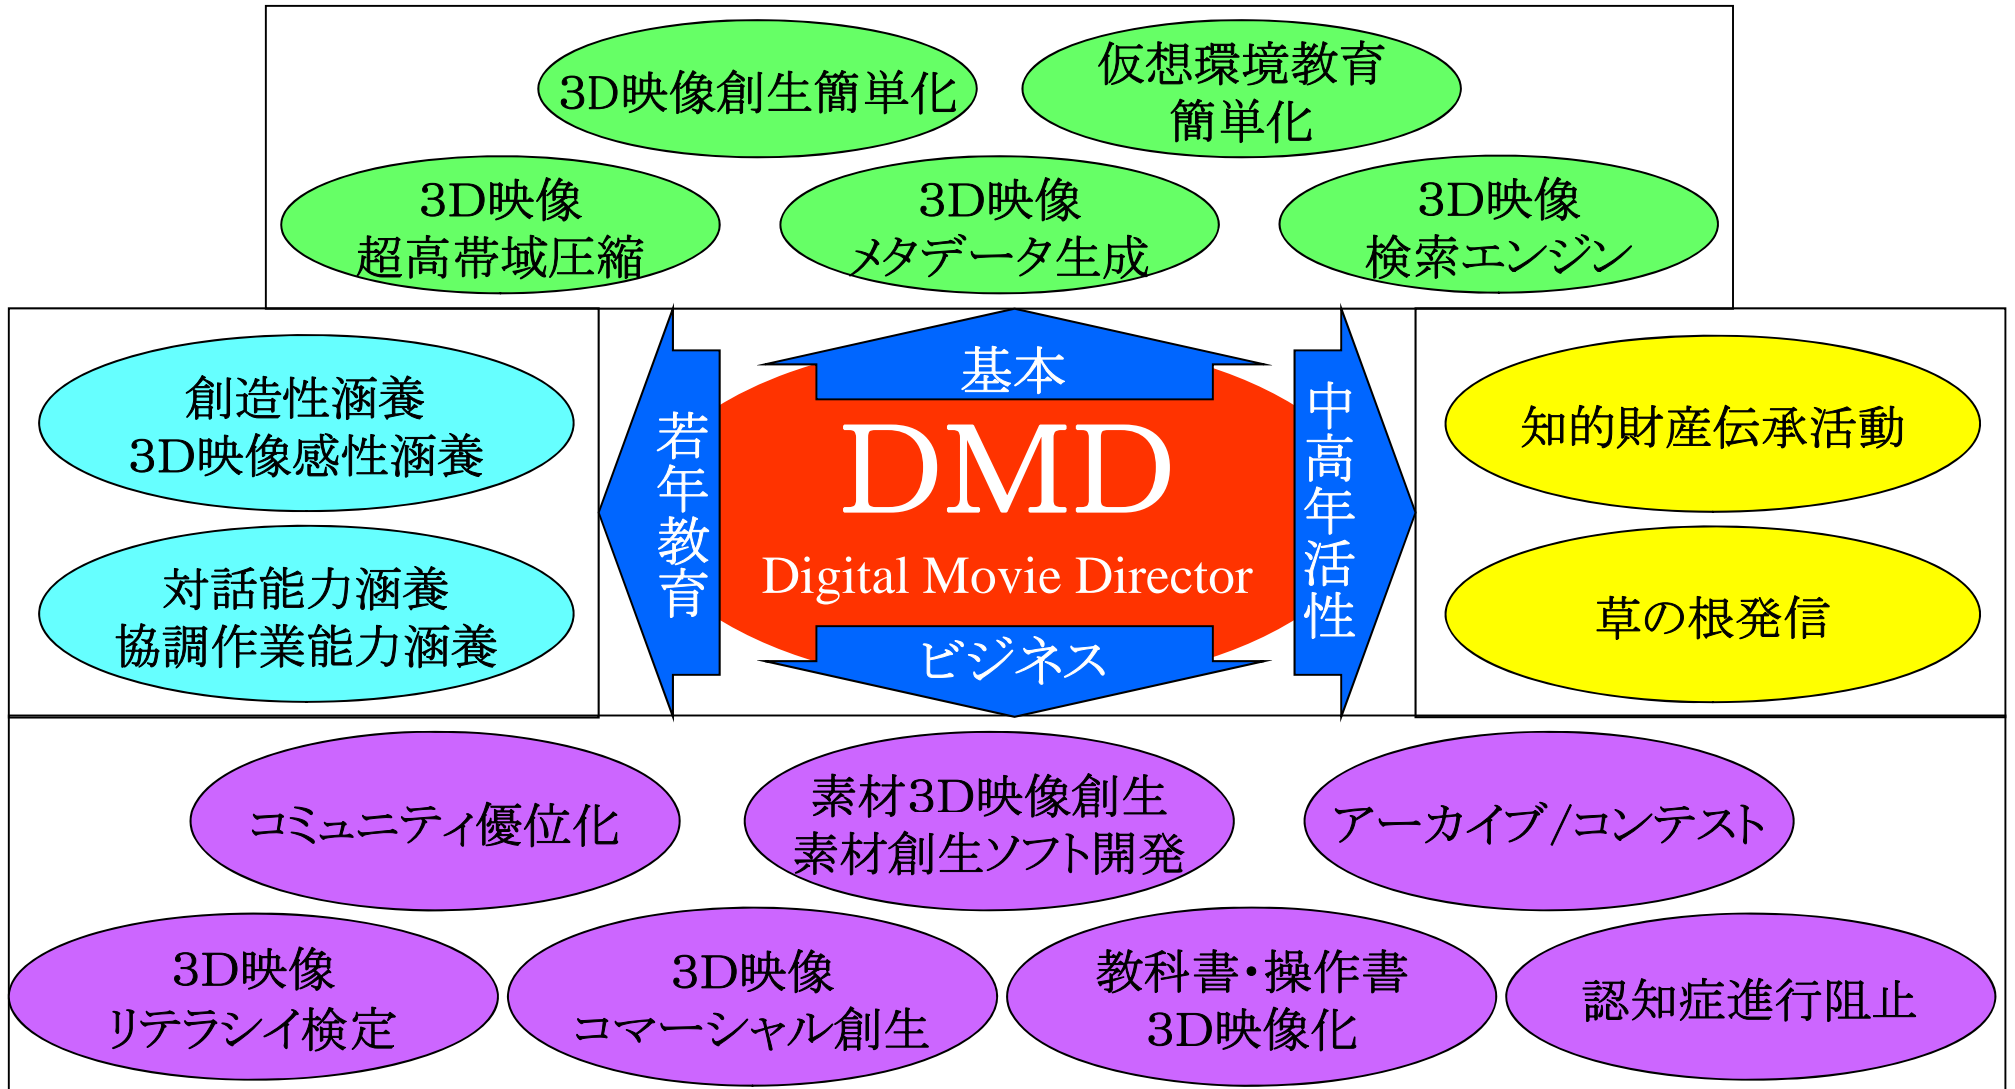 3D映像創生簡単化
仮想環境教育
簡単化
3D映像
超高帯域圧縮
3D映像
メタデータ生成
3D映像
検索エンジン
創造性涵養
3D映像感性涵養
対話能力涵養
協調作業能力涵養
若年教育
基本
DMD
Digital Movie Director
ビジネス
中高年活性
知的財産伝承活動
草の根発信
コミュニティ優位化
素材3D映像創生
素材創生ソフト開発
アーカイブ/コンテスト
3D映像
リテラシイ検定
3D映像
コマーシャル創生
教科書・操作書
3D映像化
認知症進行阻止